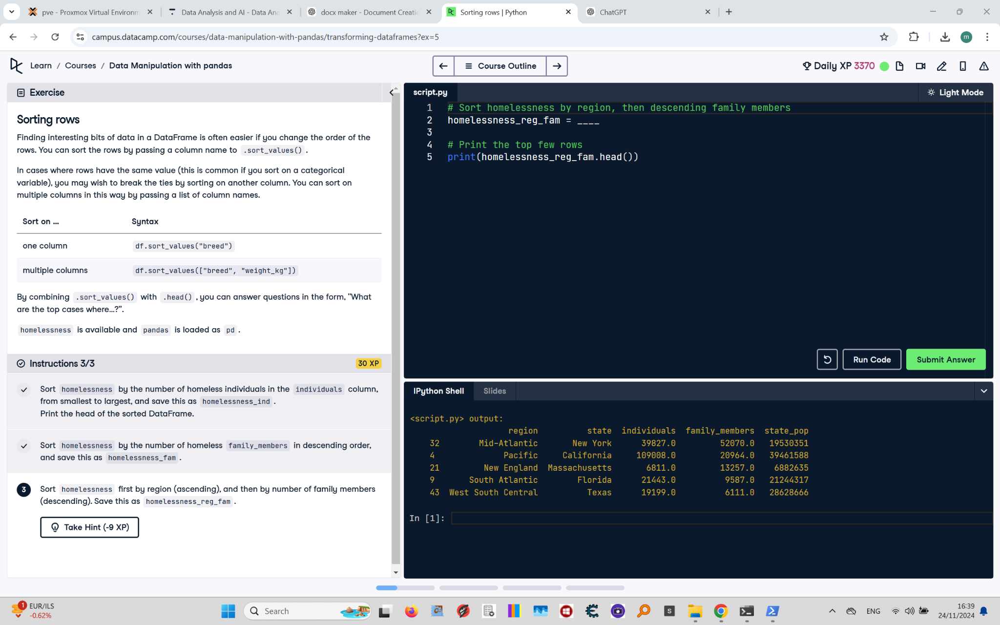 pve - Proxmox Virtual Environm
Data Analysis and AI - Data Ana
docx maker - Document Creatio
Sorting rows | Python
ChatGPT
campus.datacamp.com/courses/data-manipulation-with-pandas/transforming-dataframes?ex=5
m
Learn / Courses / Data Manipulation with pandas
Course Outline
Daily XP 3370
Exercise
Sorting rows
Finding interesting bits of data in a DataFrame is often easier if you change the order of the
rows. You can sort the rows by passing a column name to .sort_values() .
In cases where rows have the same value (this is common if you sort on a categorical
variable), you may wish to break the ties by sorting on another column. You can sort on
multiple columns in this way by passing a list of column names.
Sort on ... Syntax
one column df.sort_values("breed")
multiple columns df.sort_values(["breed", "weight_kg"])
By combining .sort_values() with .head() , you can answer questions in the form, "What
are the top cases where...?".
homelessness is available and pandas is loaded as pd .
Instructions 3/3
30 XP
Sort homelessness by the number of homeless individuals in the individuals column,
from smallest to largest, and save this as homelessness_ind .
Print the head of the sorted DataFrame.
Sort homelessness by the number of homeless family_members in descending order,
and save this as homelessness_fam .
3 Sort homelessness first by region (ascending), and then by number of family members
(descending). Save this as homelessness_reg_fam .
Take Hint (-9 XP)
script.py
Light Mode
1 # Sort homelessness by region, then descending family members
2 homelessness_reg_fam = ____
3
4 # Print the top few rows
5 print(homelessness_reg_fam.head())
Run Code
Submit Answer
IPython Shell
Slides
<script.py> output:
region state individuals family_members state_pop
32 Mid-Atlantic New York 39827.0 52070.0 19530351
4 Pacific California 109008.0 20964.0 39461588
21 New England Massachusetts 6811.0 13257.0 6882635
9 South Atlantic Florida 21443.0 9587.0 21244317
43 West South Central Texas 19199.0 6111.0 28628666
In [1]:
1
EUR/ILS
-0.62%
Search
S
ENG
16:39
24/11/2024